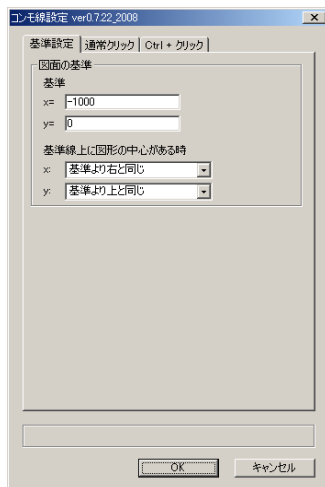 コンモ線設定 ver0.7.22_2008
基準設定 通常クリック Ctrl + クリック
図面の基準
基準
x= -1000
y= 0
基準線上に図形の中心がある時
x: 基準より右と同じ
y: 基準より上と同じ
OK キャンセル